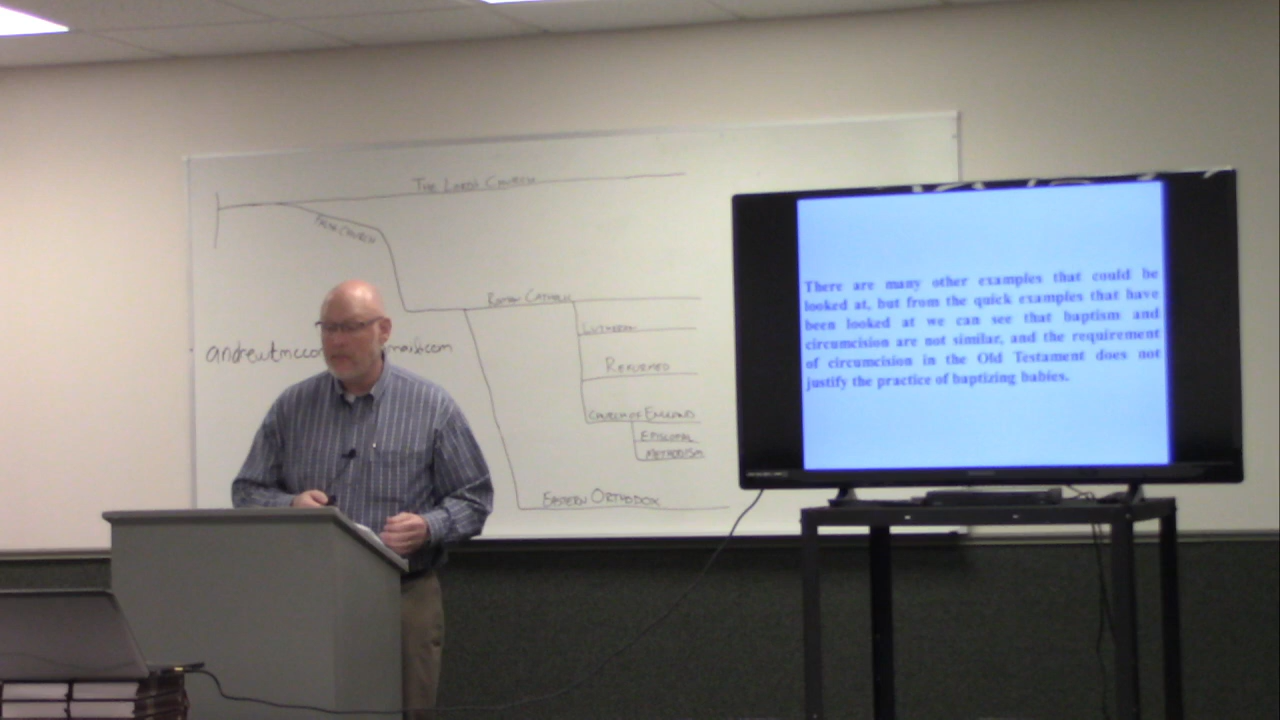 The Lords Church
Church
Roman Catholic
Lutheran
Reformed
Church of England
Episcopal
Methodism
Eastern Orthodox
There are many other examples that could be
looked at, but from the quick examples that have
been looked at we can see that baptism and
circumcision are not similar, and the requirement
of circumcision in the Old Testament does not
justify the practice of baptizing babies.